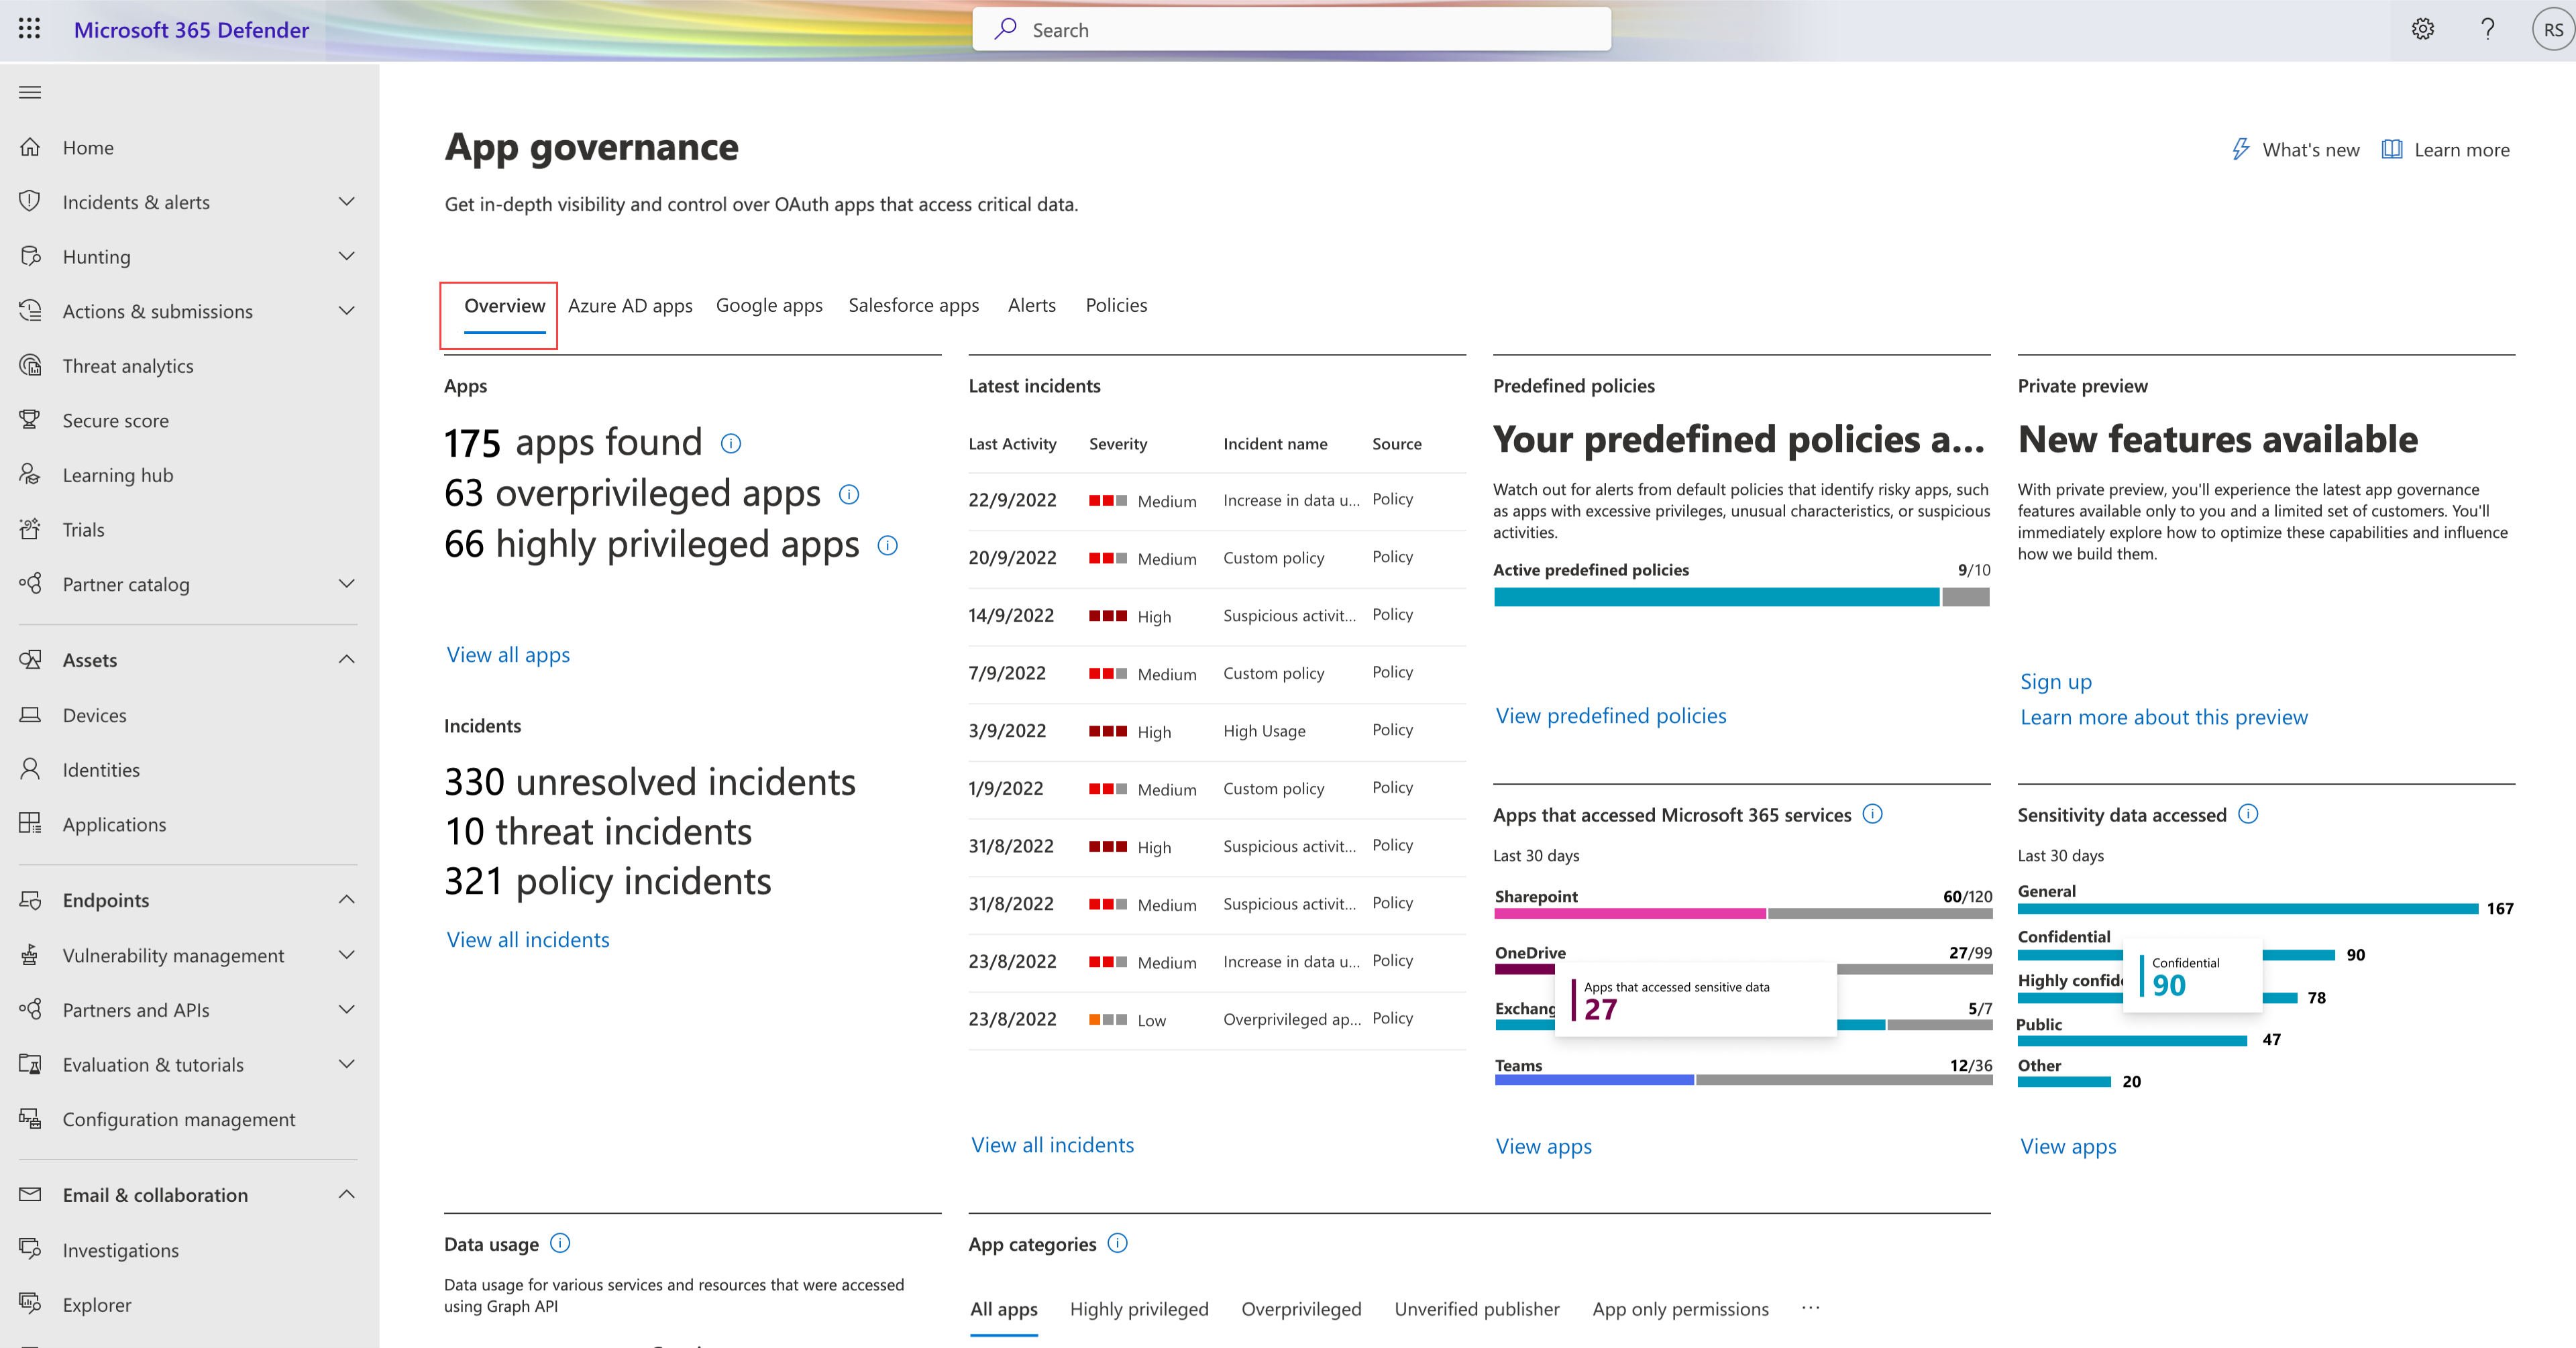 Microsoft 365 Defender
Search
RS
Home
Incidents & alerts
Hunting
Actions & submissions
Threat analytics
Secure score
Learning hub
Trials
Partner catalog
Assets
Devices
Identities
Applications
Endpoints
Vulnerability management
Partners and APIs
Evaluation & tutorials
Configuration management
Email & collaboration
Investigations
Explorer
App governance
What's new
Learn more
Get in-depth visibility and control over OAuth apps that access critical data.
Overview Azure AD apps Google apps Salesforce apps Alerts Policies
Apps
175 apps found
63 overprivileged apps
66 highly privileged apps
View all apps
Incidents
330 unresolved incidents
10 threat incidents
321 policy incidents
View all incidents
Latest incidents
Last Activity Severity Incident name Source
22/9/2022 Medium Increase in data u... Policy
20/9/2022 Medium Custom policy Policy
14/9/2022 High Suspicious activit... Policy
7/9/2022 Medium Custom policy Policy
3/9/2022 High High Usage Policy
1/9/2022 Medium Custom policy Policy
31/8/2022 High Suspicious activit... Policy
31/8/2022 Medium Suspicious activit... Policy
23/8/2022 Medium Increase in data u... Policy
23/8/2022 Low Overprivileged ap... Policy
View all incidents
Predefined policies
Your predefined policies a...
Watch out for alerts from default policies that identify risky apps, such
as apps with excessive privileges, unusual characteristics, or suspicious
activities.
Active predefined policies 9/10
View predefined policies
Private preview
New features available
With private preview, you'll experience the latest app governance
features available only to you and a limited set of customers. You'll
immediately explore how to optimize these capabilities and influence
how we build them.
Sign up
Learn more about this preview
Apps that accessed Microsoft 365 services
Last 30 days
Sharepoint 60/120
OneDrive 27/99
Apps that accessed sensitive data
27
Exchang 5/7
Teams 12/36
View apps
Sensitivity data accessed
Last 30 days
General
167
Confidential
90
Confidential
90
Highly confide
78
Public
47
Other
20
View apps
Data usage
Data usage for various services and resources that were accessed
using Graph API
App categories
All apps Highly privileged Overprivileged Unverified publisher App only permissions ...